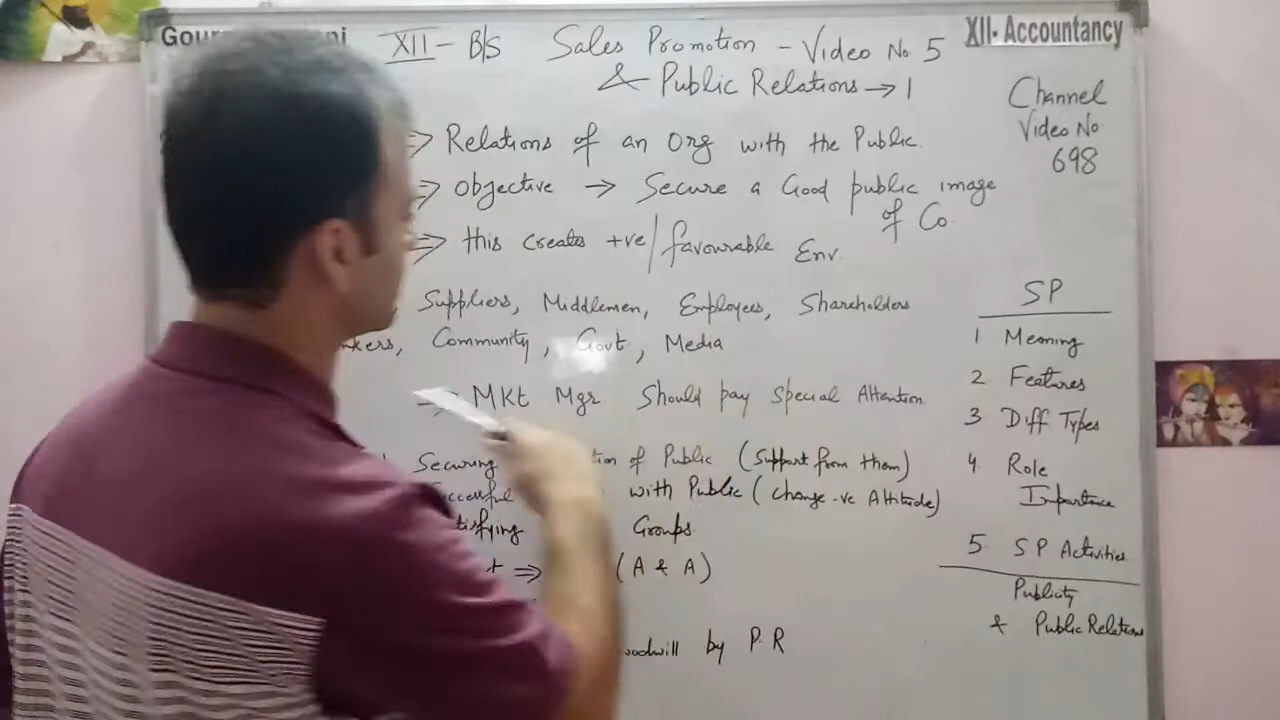 XII. Accountancy
XII - B/S Sales Promotion - Video No 5
& Public Relations → 1
Channel
Video No
698
⇒ Relations of an Org with the Public
⇒ Objective → Secure a Good public image
of Co.
⇒ this creates +ve/favourable Env.
Suppliers, Middlemen, Employees, Shareholders
Community, Govt, Media
⇒ MKt Mgr Should pay Special Attention
Securing of Public (Support from them)
with Public (Change -ve Attitude)
Groups
⇒ (A & A)
by P.R
SP
1 Meaning
2 Features
3 Diff Types
4 Role
Importance
5. SP Activities
Publicity
& Public Relations